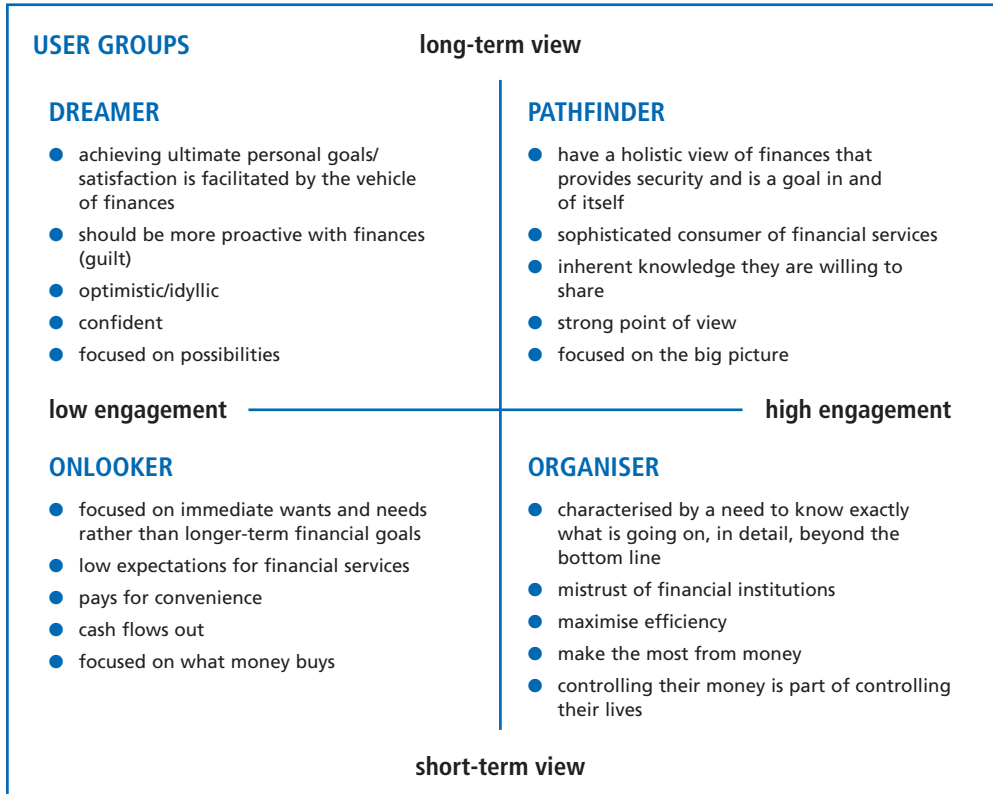 USER GROUPS
long-term view
DREAMER
● achieving ultimate personal goals/
satisfaction is facilitated by the vehicle
of finances
● should be more proactive with finances
(guilt)
● optimistic/idyllic
● confident
● focused on possibilities
PATHFINDER
● have a holistic view of finances that
provides security and is a goal in and
of itself
● sophisticated consumer of financial services
● inherent knowledge they are willing to
share
● strong point of view
● focused on the big picture
low engagement
high engagement
ONLOOKER
● focused on immediate wants and needs
rather than longer-term financial goals
● low expectations for financial services
● pays for convenience
● cash flows out
● focused on what money buys
ORGANISER
● characterised by a need to know exactly
what is going on, in detail, beyond the
bottom line
● mistrust of financial institutions
● maximise efficiency
● make the most from money
● controlling their money is part of controlling
their lives
short-term view